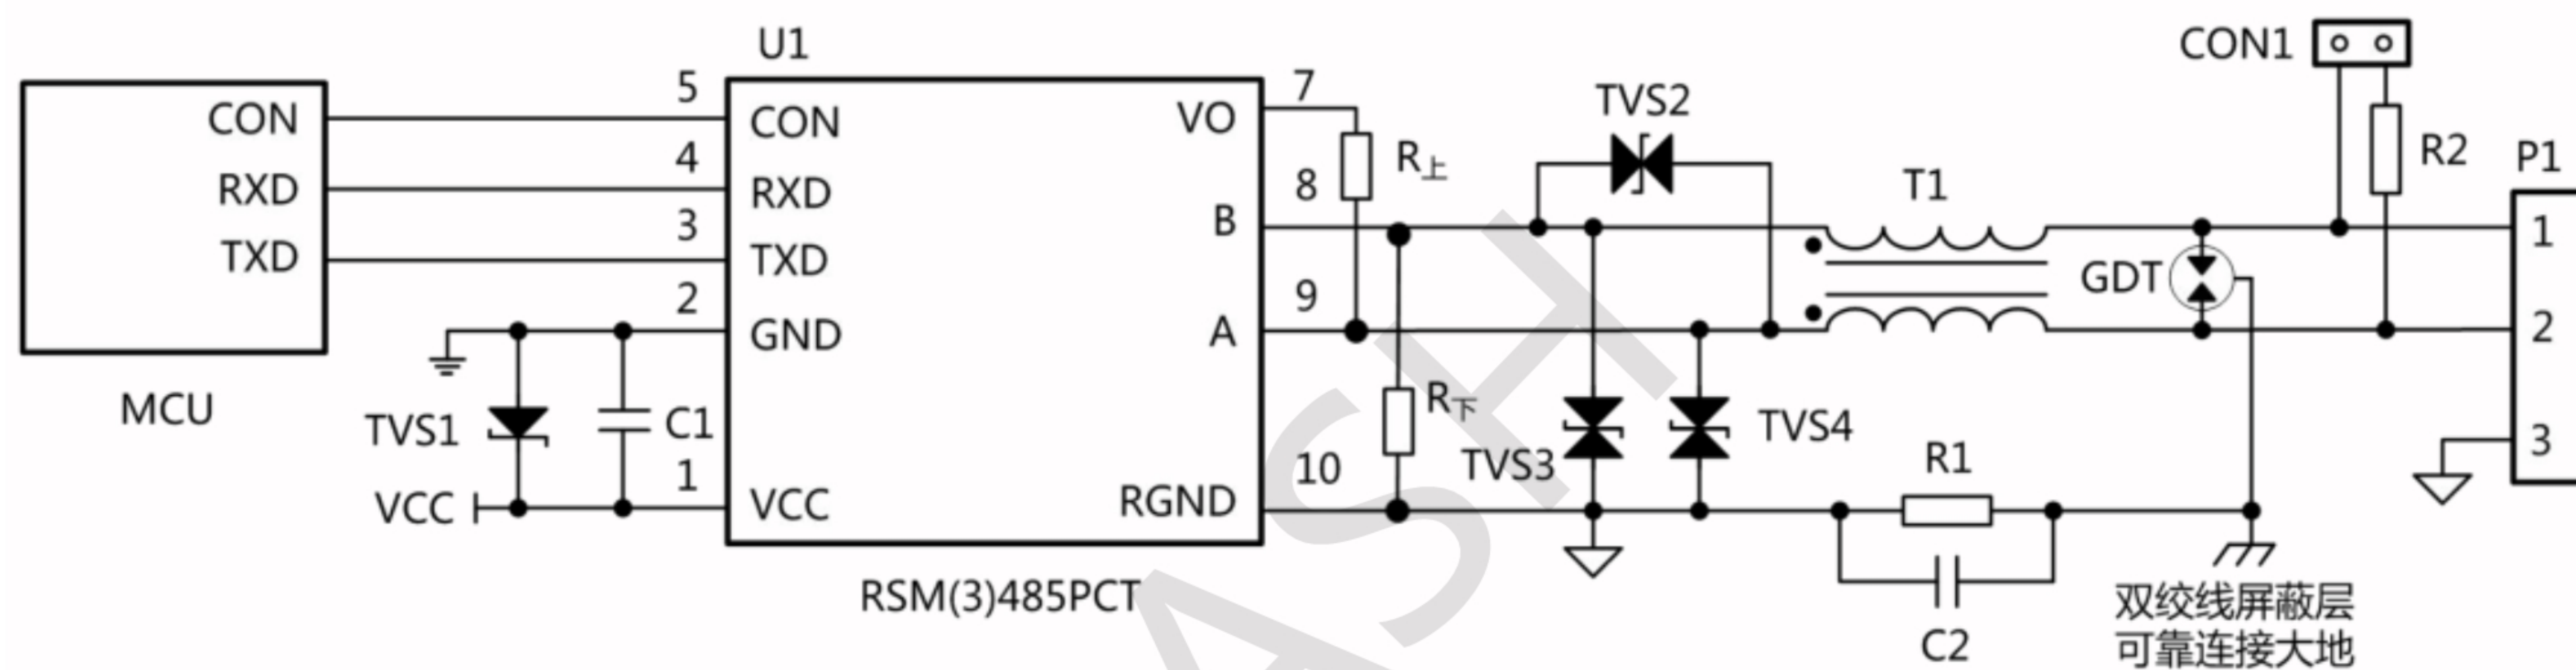 U1
CON1
5
7
TVS2
CON
CON
VO
R上
R2
P1
4
8
T1
RXD
RXD
B
1
3
9
GDT
TXD
TXD
2
A
2
GND
MCU
TVS1
C1
R下
TVS3
TVS4
3
1
10
R1
VCC
VCC
RGND
RSM(3)485PCT
C2
双绞线屏蔽层
可靠连接大地
ASH